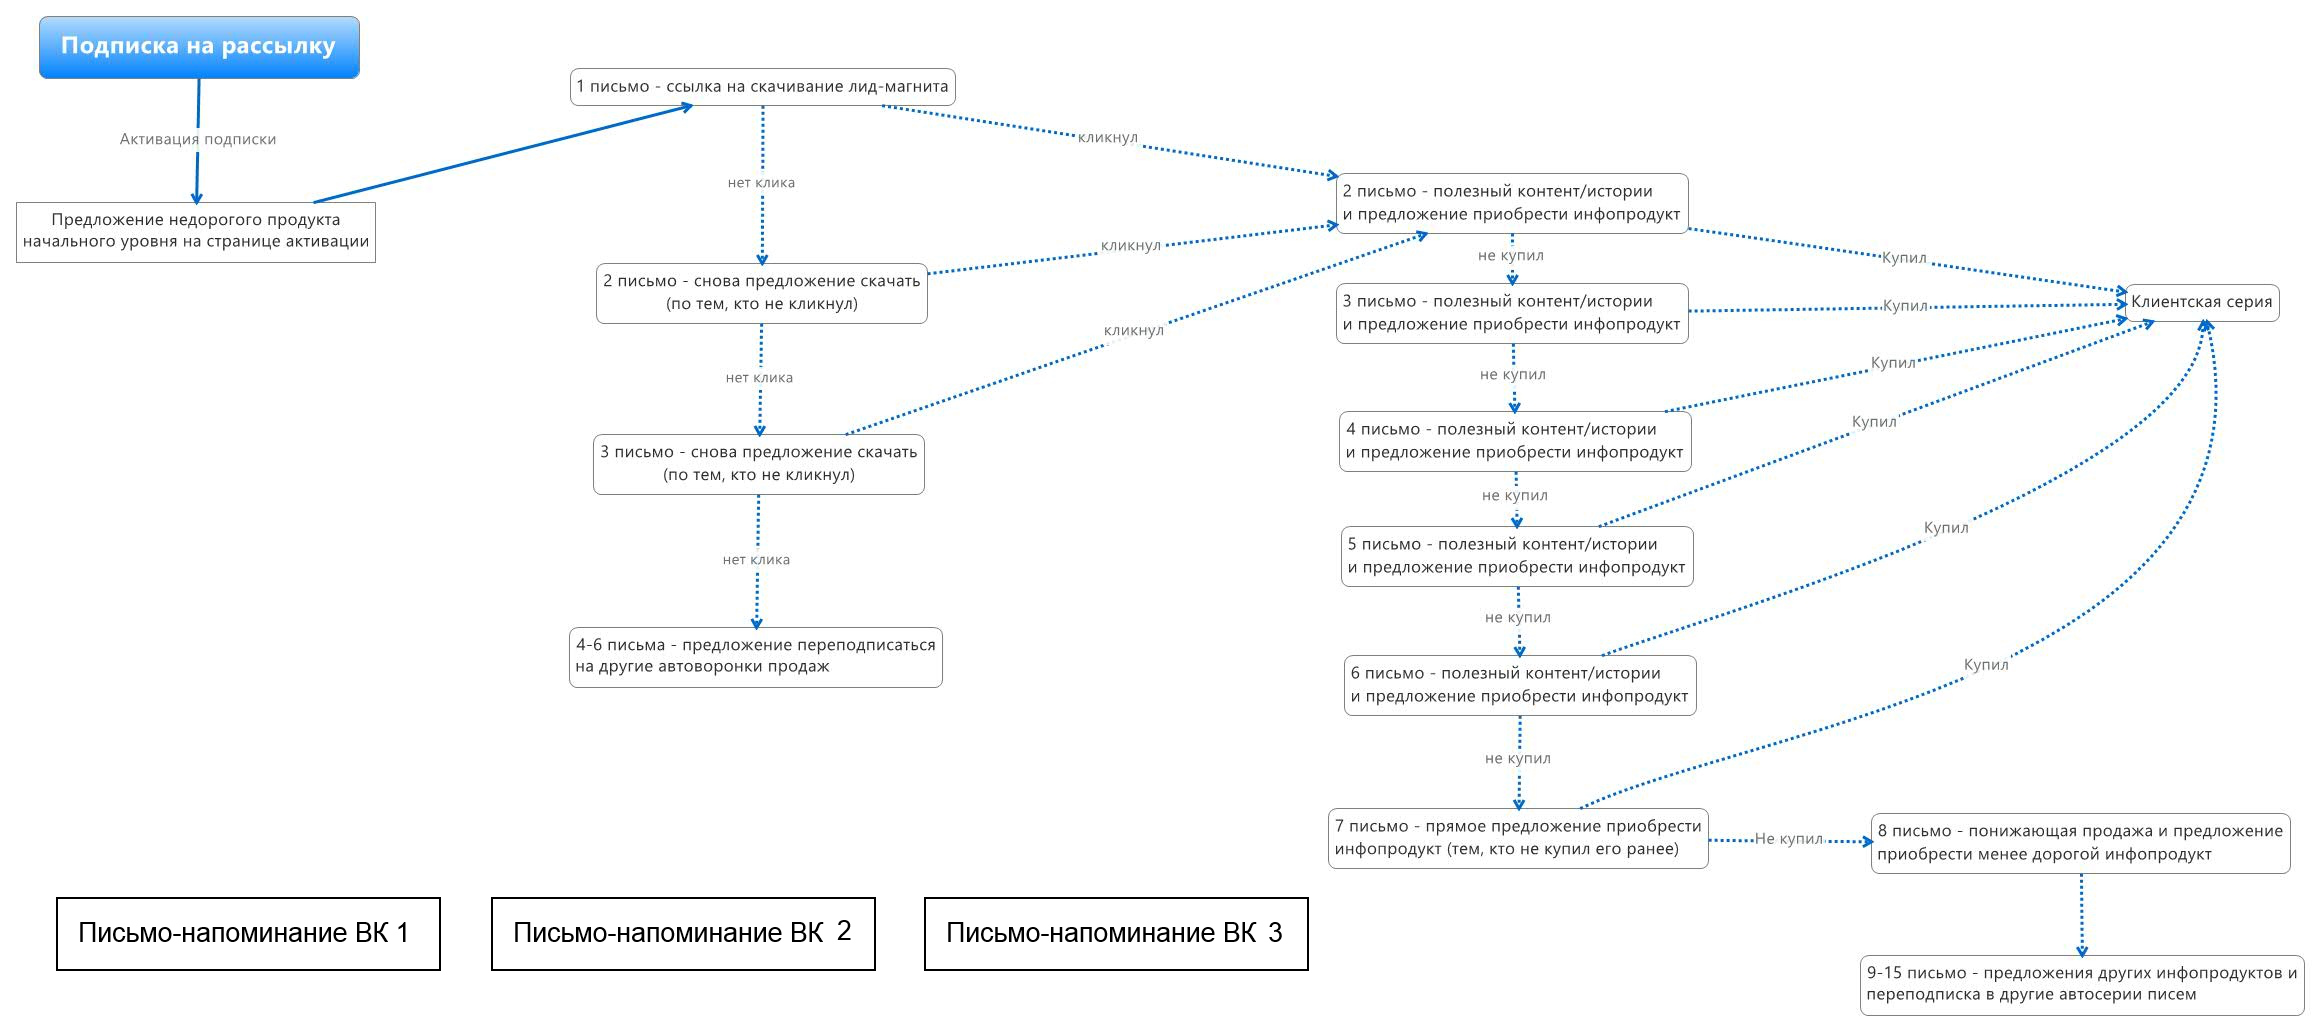 Подписка на рассылку
Активация подписки
Предложение недорогого продукта
начального уровня на странице активации
1 письмо - ссылка на скачивание лид-магнита
кликнул
нет клика
2 письмо - снова предложение скачать
(по тем, кто не кликнул)
кликнул
нет клика
3 письмо - снова предложение скачать
(по тем, кто не кликнул)
кликнул
нет клика
4-6 письма - предложение переподписаться
на другие автоворонки продаж
2 письмо - полезный контент/истории
и предложение приобрести инфопродукт
не купил
Купил
3 письмо - полезный контент/истории
и предложение приобрести инфопродукт
Купил
Клиентская серия
не купил
Купил
4 письмо - полезный контент/истории
и предложение приобрести инфопродукт
Купил
не купил
5 письмо - полезный контент/истории
и предложение приобрести инфопродукт
Купил
не купил
6 письмо - полезный контент/истории
и предложение приобрести инфопродукт
Купил
не купил
7 письмо - прямое предложение приобрести
инфопродукт (тем, кто не купил его ранее)
Не купил
8 письмо - понижающая продажа и предложение
приобрести менее дорогой инфопродукт
9-15 письмо - предложения других инфопродуктов и
переподписка в другие автосерии писем
Письмо-напоминание ВК 1
Письмо-напоминание ВК 2
Письмо-напоминание ВК 3